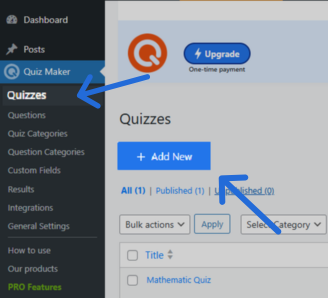 Dashboard
Posts
Quiz Maker
Quizzes
Questions
Quiz Categories
Question Categories
Custom Fields
Results
Integrations
General Settings
How to use
Our products
PRO Features
Upgrade
One-time payment
Quizzes
+ Add New
All (1) | Published (1) | Unpublished (0)
Bulk actions Apply Select Category
Title
Mathematic Quiz